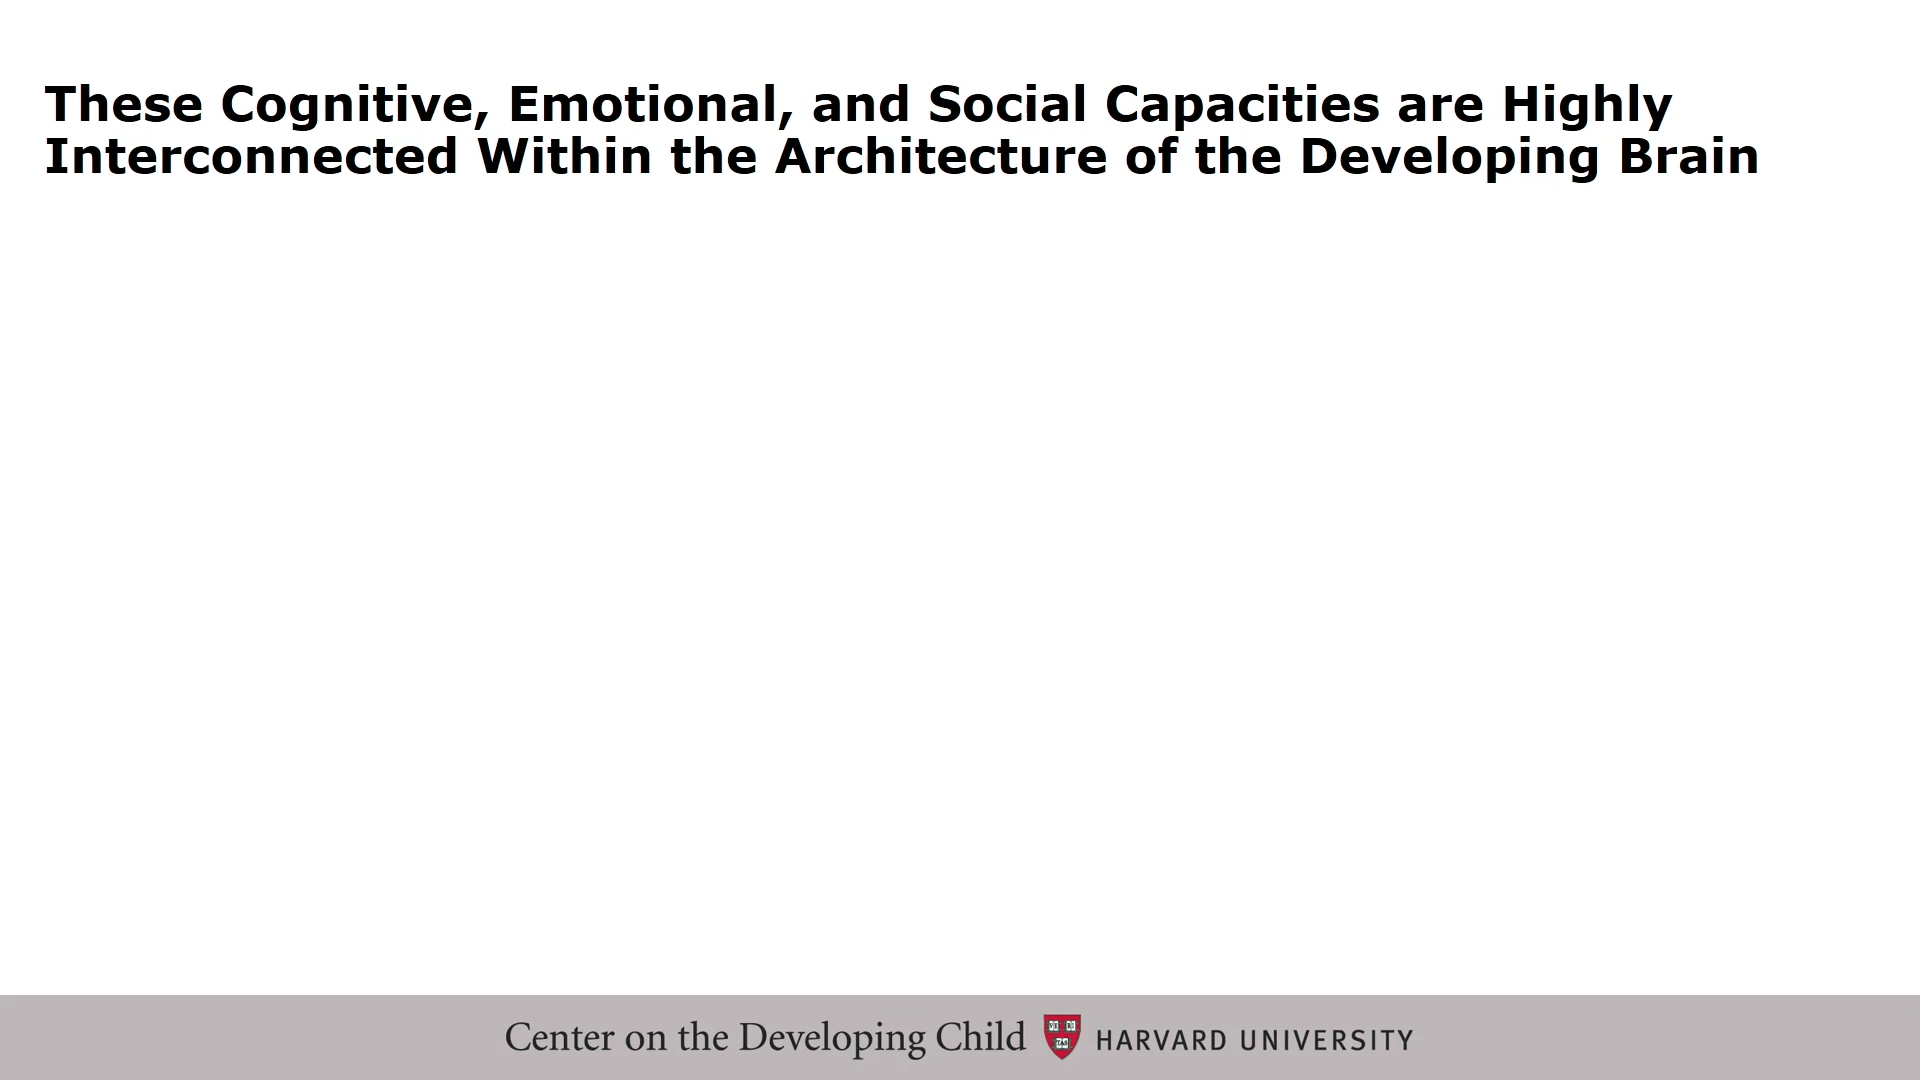 These Cognitive, Emotional, and Social Capacities are Highly
Interconnected Within the Architecture of the Developing Brain
Center on the Developing Child HARVARD UNIVERSITY